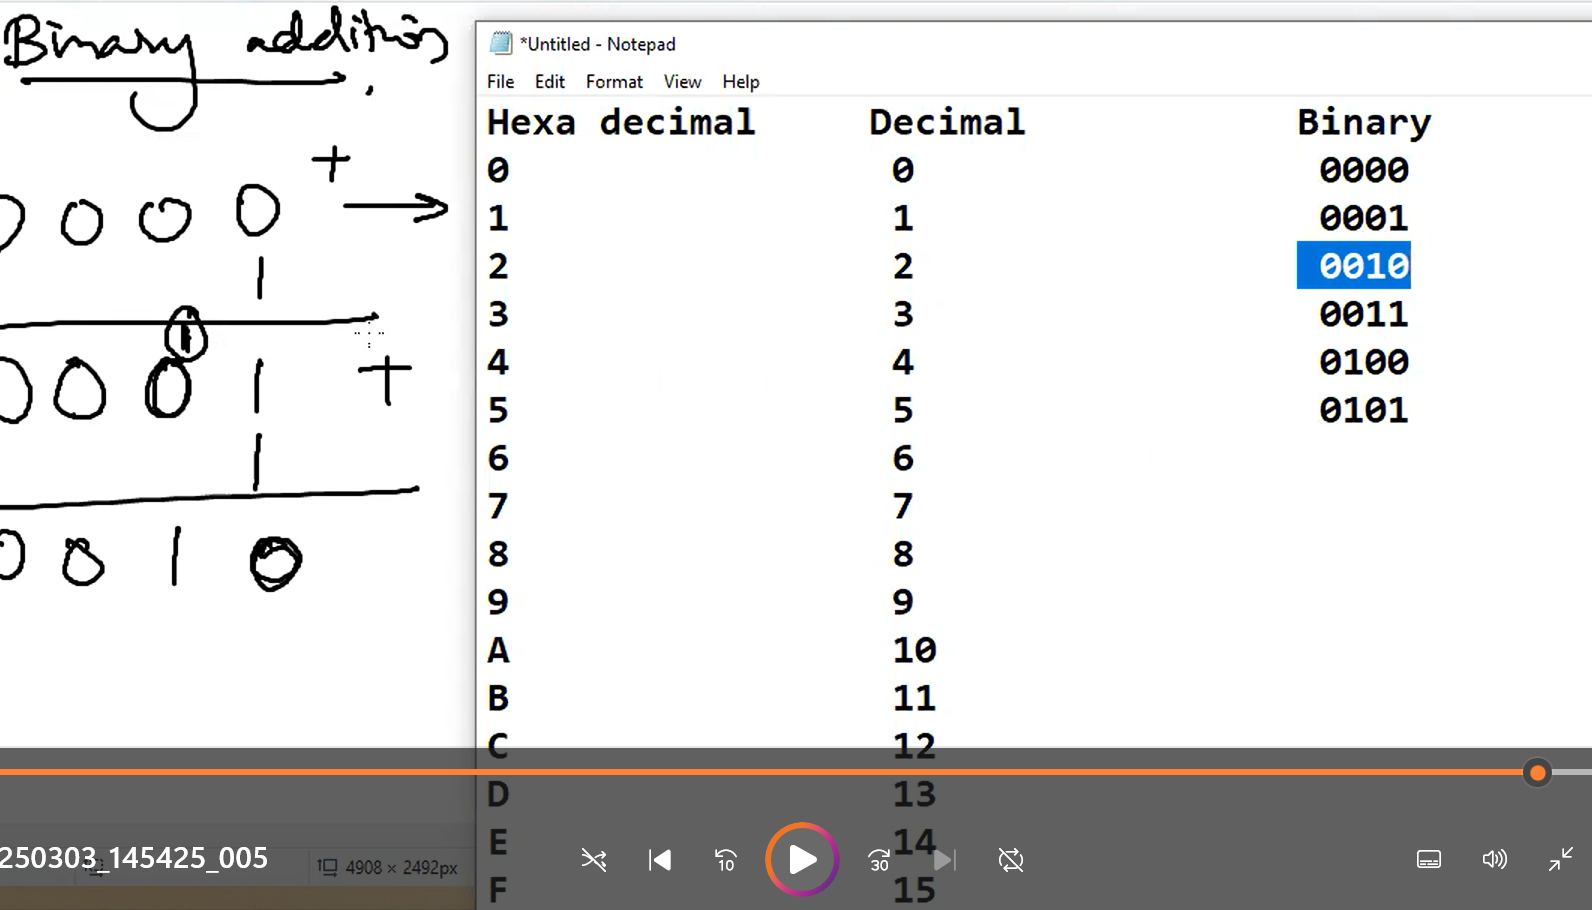 Binary addition
+
0 0 0 0
1
1
0 0 0 1 +
1
0 0 1 0
*Untitled - Notepad
File Edit Format View Help
Hexa decimal Decimal Binary
0 0 0000
1 1 0001
2 2 0010
3 3 0011
4 4 0100
5 5 0101
6 6
7 7
8 8
9 9
A 10
B 11
C 12
D 13
E 14
F 15
250303_145425_005
4908 × 2492px
10
30